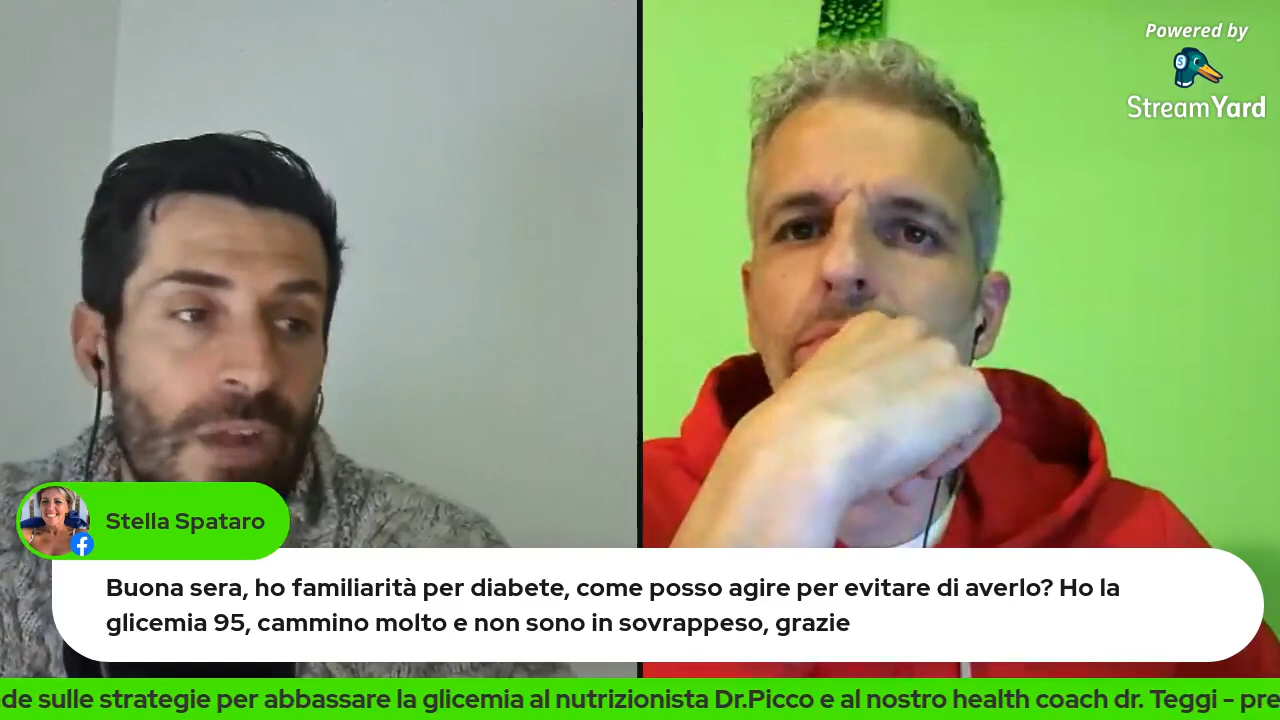 Powered by
StreamYard
Stella Spataro
Buona sera, ho familiarità per diabete, come posso agire per evitare di averlo? Ho la
glicemia 95, cammino molto e non sono in sovrappeso, grazie
sulle strategie per abbassare la glicemia al nutrizionista Dr.Picco e al nostro health coach dr. Teggi -